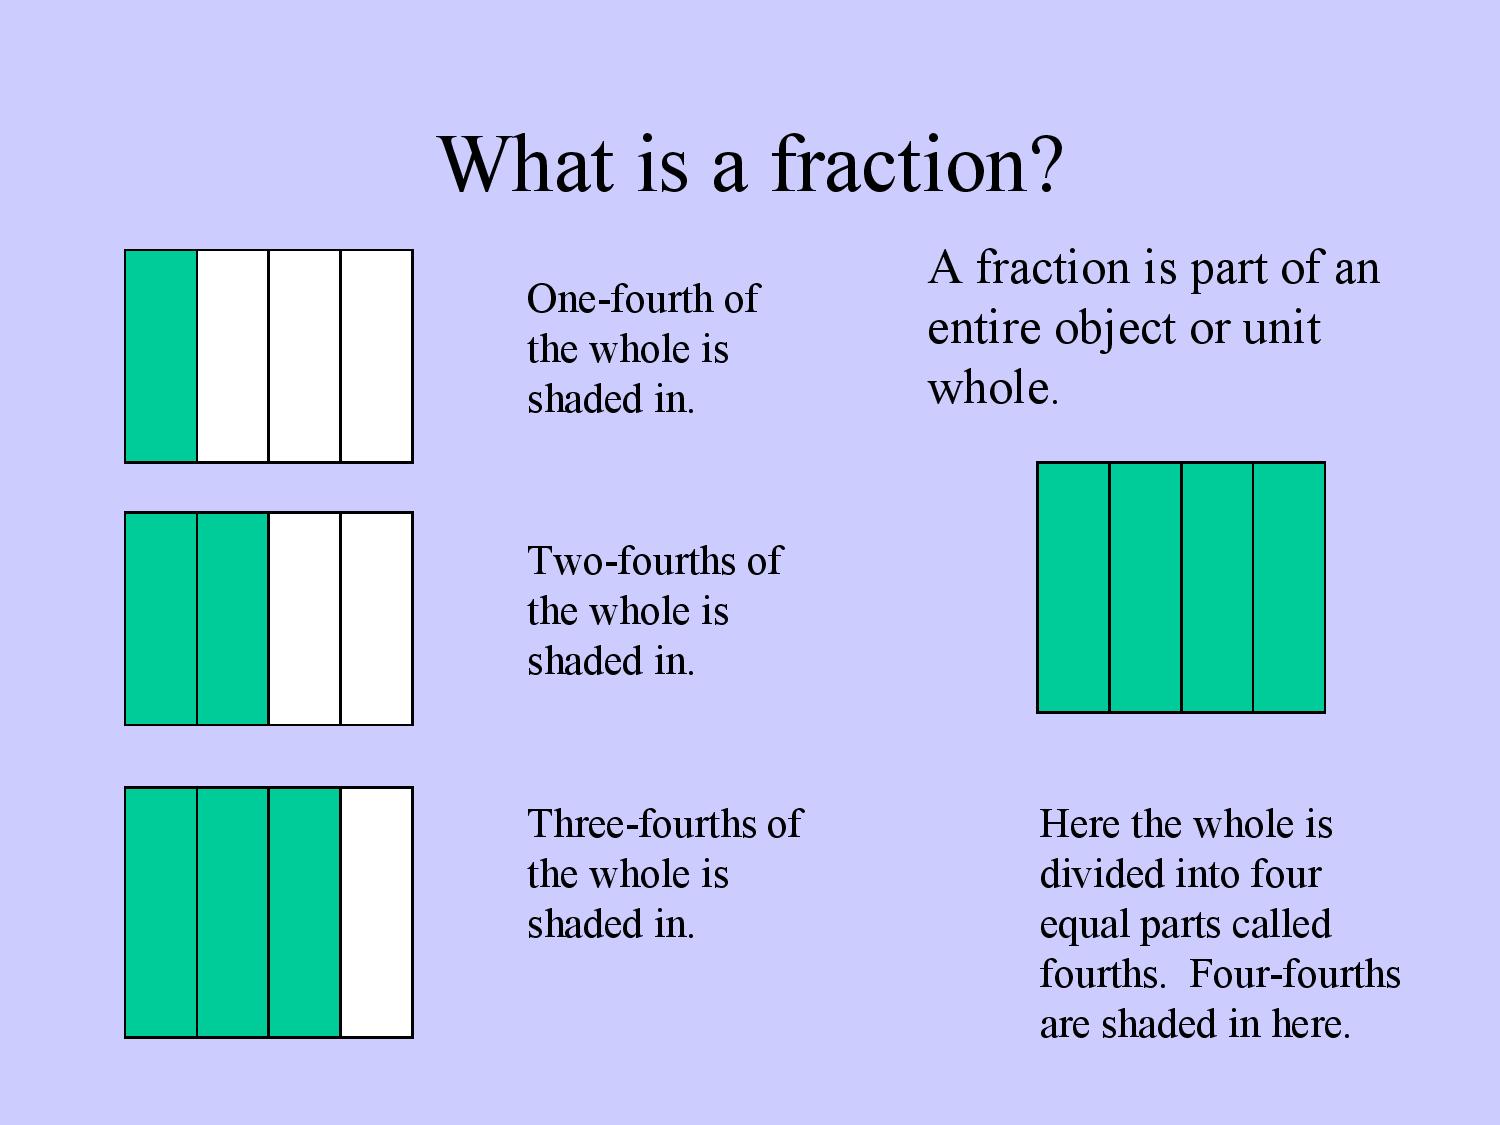 What is a fraction?
One-fourth of
the whole is
shaded in.
Two-fourths of
the whole is
shaded in.
Three-fourths of
the whole is
shaded in.
A fraction is part of an
entire object or unit
whole.
Here the whole is
divided into four
equal parts called
fourths.  Four-fourths
are shaded in here.